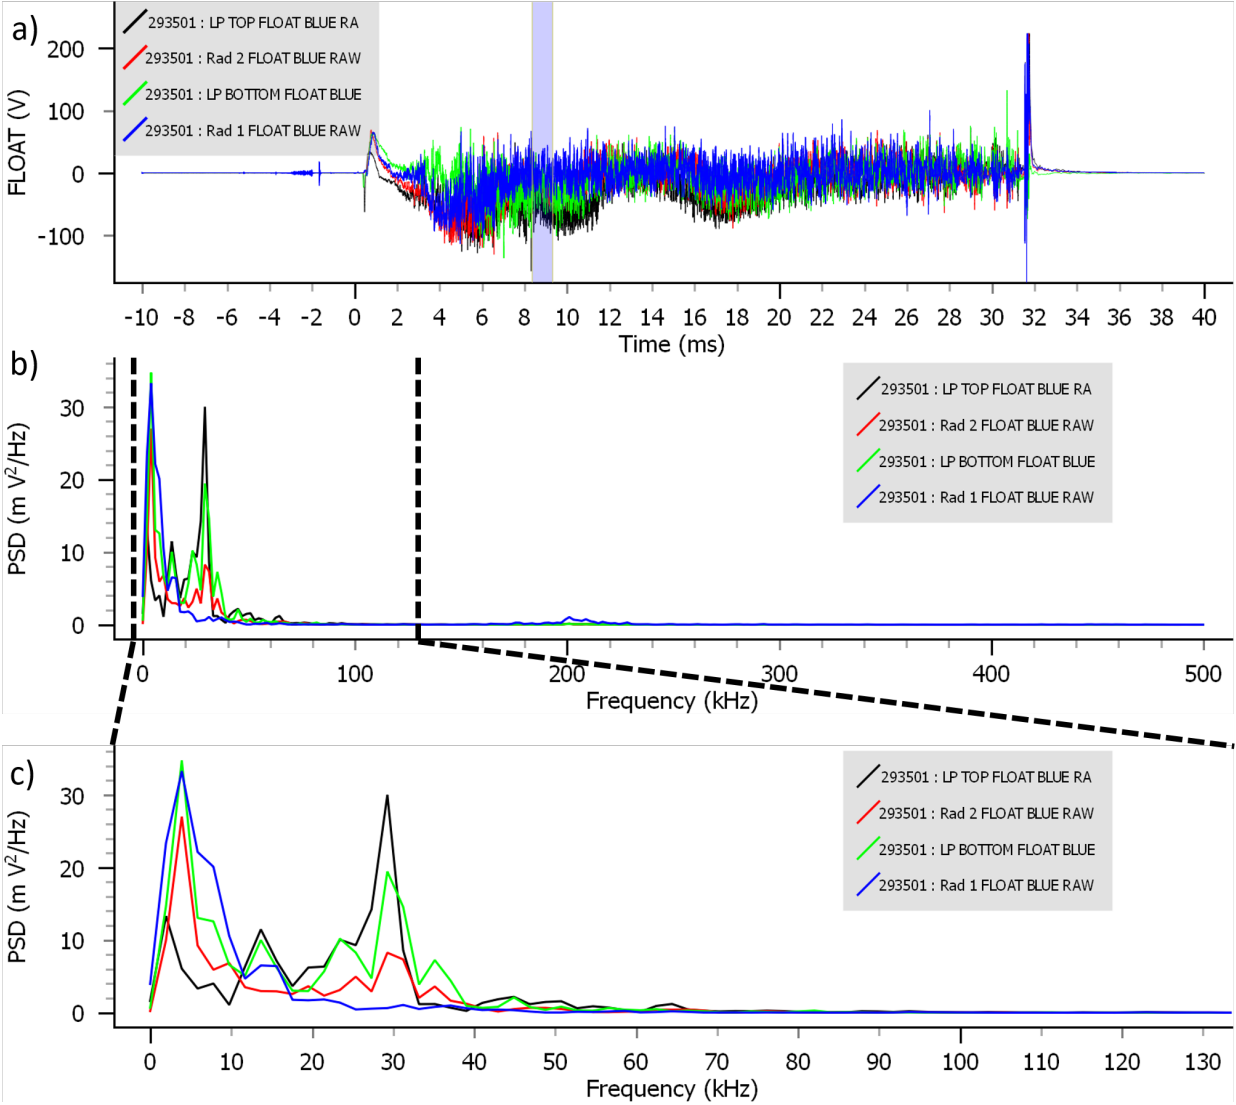 a)
293501 : LP TOP FLOAT BLUE RA
293501 : Rad 2 FLOAT BLUE RAW
293501 : LP BOTTOM FLOAT BLUE
293501 : Rad 1 FLOAT BLUE RAW
FLOAT (V)
200
100
0
-100
-10 -8 -6 -4 -2 0 2 4 6 8 10 12 14 16 18 20 22 24 26 28 30 32 34 36 38 40
Time (ms)
b)
293501 : LP TOP FLOAT BLUE RA
293501 : Rad 2 FLOAT BLUE RAW
293501 : LP BOTTOM FLOAT BLUE
293501 : Rad 1 FLOAT BLUE RAW
PSD (m V²/Hz)
30
20
10
0
0 100 200 300 400 500
Frequency (kHz)
c)
293501 : LP TOP FLOAT BLUE RA
293501 : Rad 2 FLOAT BLUE RAW
293501 : LP BOTTOM FLOAT BLUE
293501 : Rad 1 FLOAT BLUE RAW
PSD (m V²/Hz)
30
20
10
0
0 10 20 30 40 50 60 70 80 90 100 110 120 130
Frequency (kHz)